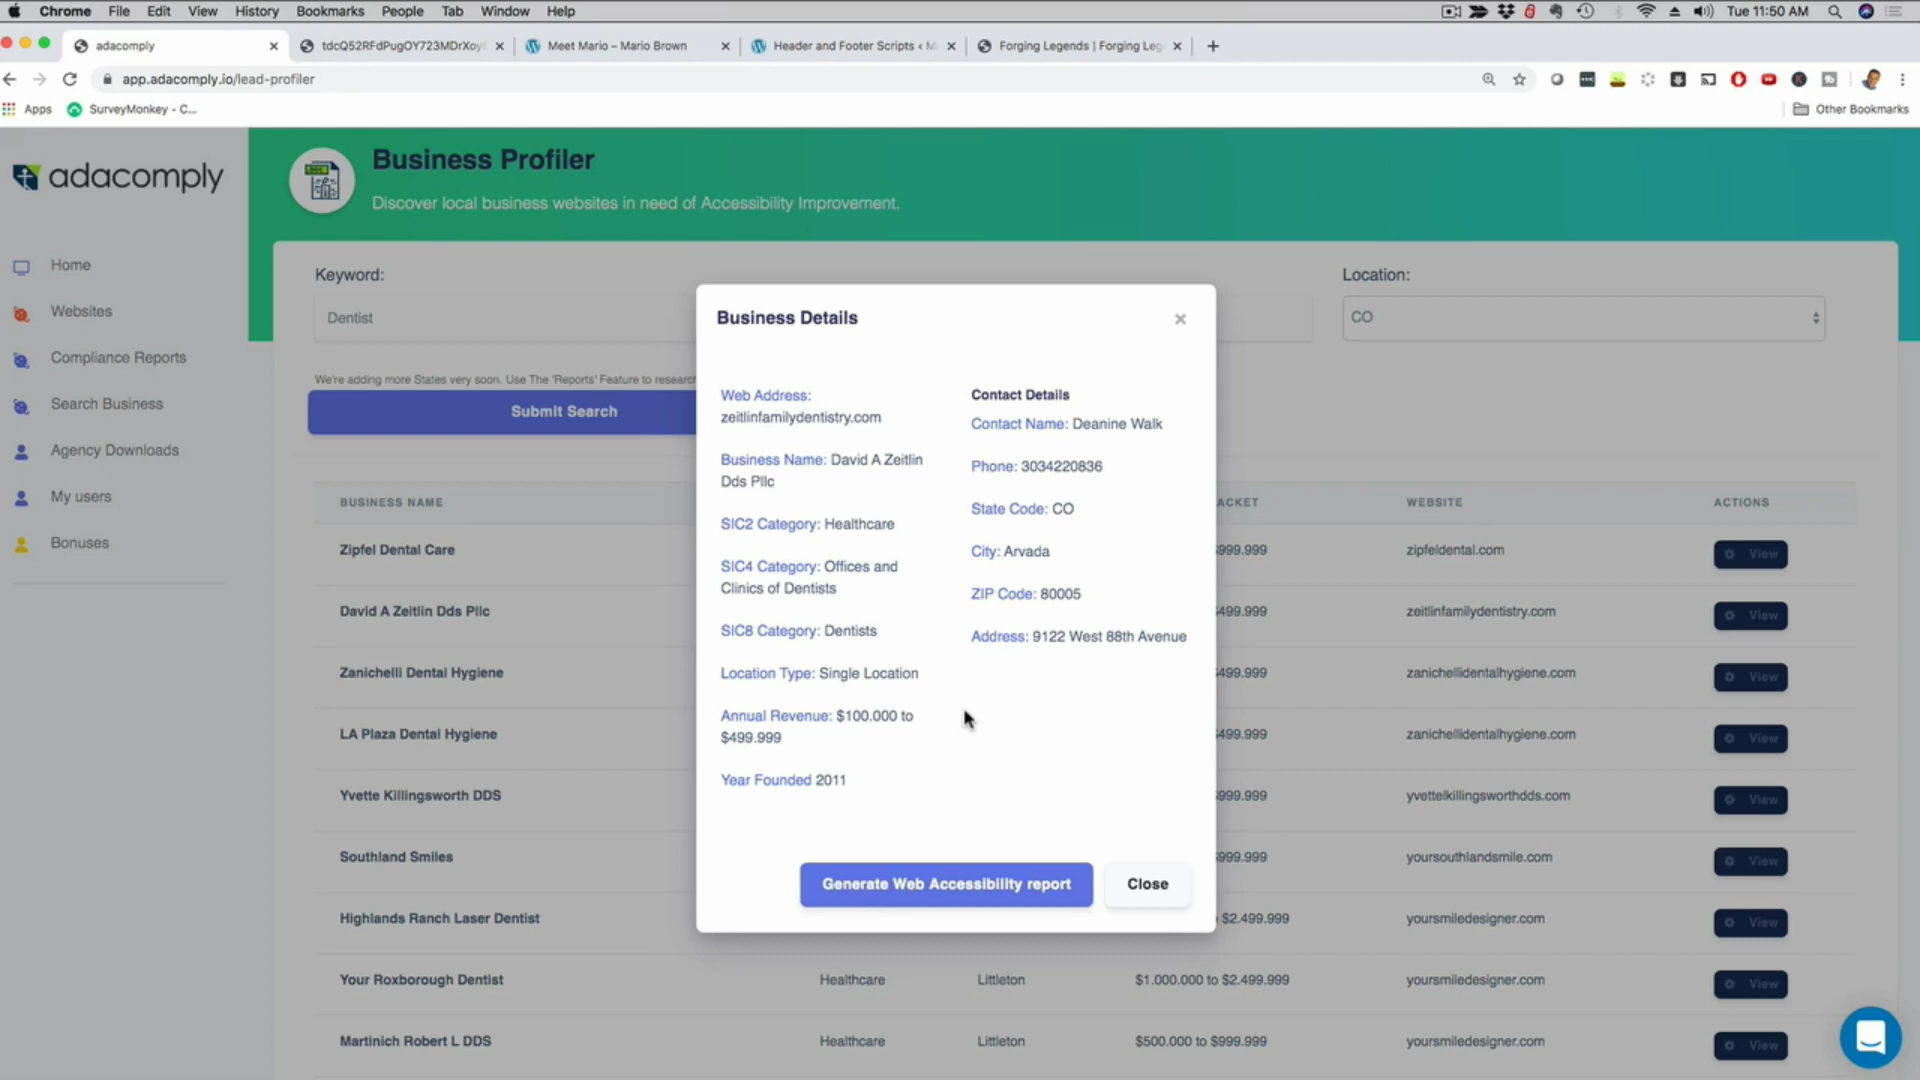 Chrome File Edit View History Bookmarks People Tab Window Help Tue 11:50 AM
adacomply tdcQ52RFdPugOY723MDrXoy Meet Mario – Mario Brown Header and Footer Scripts ‹ M Forging Legends | Forging Leg
app.adacomply.io/lead-profiler
Apps SurveyMonkey - C... Other Bookmarks
adacomply
Business Profiler
Discover local business websites in need of Accessibility Improvement.
Home
Websites
Compliance Reports
Search Business
Agency Downloads
My users
Bonuses
Keyword:
Location:
Dentist
CO
We're adding more States very soon. Use The 'Reports' Feature to research
Submit Search
BUSINESS NAME ACKET WEBSITE ACTIONS
Zipfel Dental Care 999.999 zipfeldental.com View
David A Zeitlin Dds Pllc 499.999 zeitlinfamilydentistry.com View
Zanichelli Dental Hygiene 499.999 zanichellidentalhygiene.com View
LA Plaza Dental Hygiene 499.999 zanichellidentalhygiene.com View
Yvette Killingsworth DDS 999.999 yvettelkillingsworthdds.com View
Southland Smiles 999.999 yoursouthlandsmile.com View
Highlands Ranch Laser Dentist $2.499.999 yoursmiledesigner.com View
Your Roxborough Dentist Healthcare Littleton $1.000.000 to $2.499.999 yoursmiledesigner.com View
Martinich Robert L DDS Healthcare Littleton $500.000 to $999.999 yoursmiledesigner.com View
Business Details
Web Address:
zeitlinfamilydentistry.com
Business Name: David A Zeitlin
Dds Pllc
SIC2 Category: Healthcare
SIC4 Category: Offices and
Clinics of Dentists
SIC8 Category: Dentists
Location Type: Single Location
Annual Revenue: $100.000 to
$499.999
Year Founded 2011
Contact Details
Contact Name: Deanine Walk
Phone: 3034220836
State Code: CO
City: Arvada
ZIP Code: 80005
Address: 9122 West 88th Avenue
Generate Web Accessibility report
Close